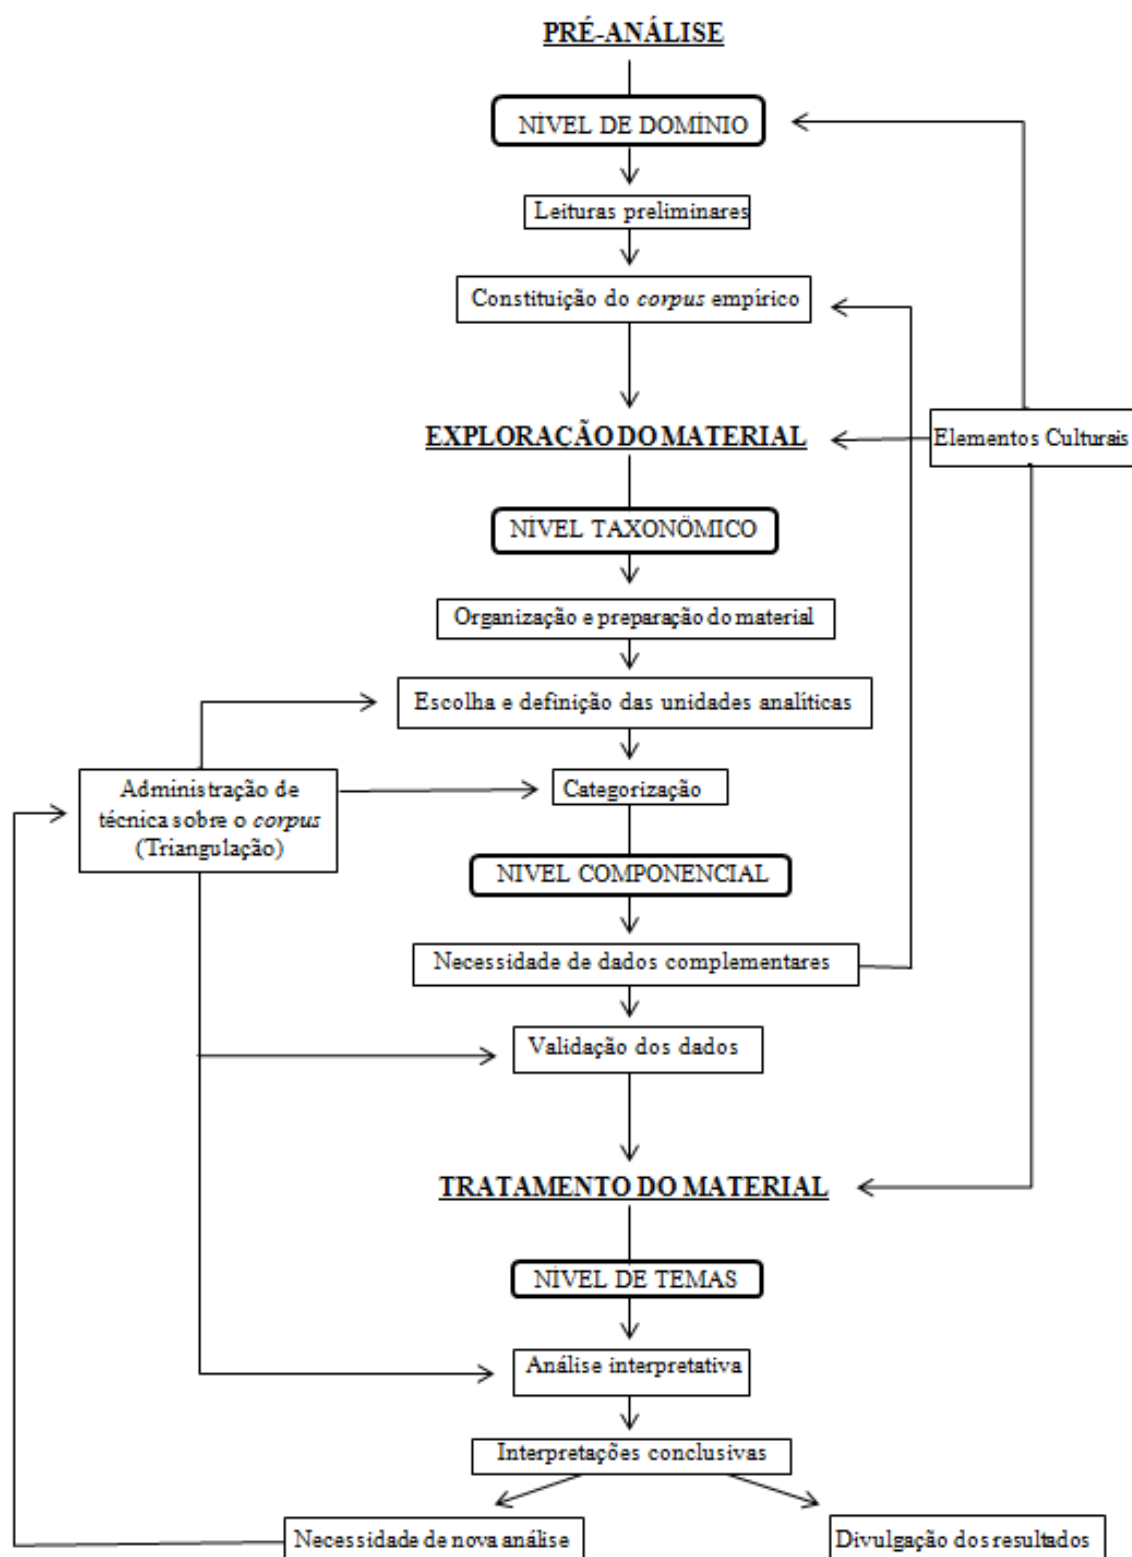 PRÉ-ANÁLISE
NÍVEL DE DOMÍNIO
Leituras preliminares
Constituição do corpus empírico
EXPLORAÇÃO DO MATERIAL
Elementos Culturais
NÍVEL TAXONÔMICO
Organização e preparação do material
Escolha e definição das unidades analíticas
Administração de
técnica sobre o corpus
(Triangulação)
Categorização
NIVEL COMPONENCIAL
Necessidade de dados complementares
Validação dos dados
TRATAMENTO DO MATERIAL
NÍVEL DE TEMAS
Análise interpretativa
Interpretações conclusivas
Necessidade de nova análise
Divulgação dos resultados